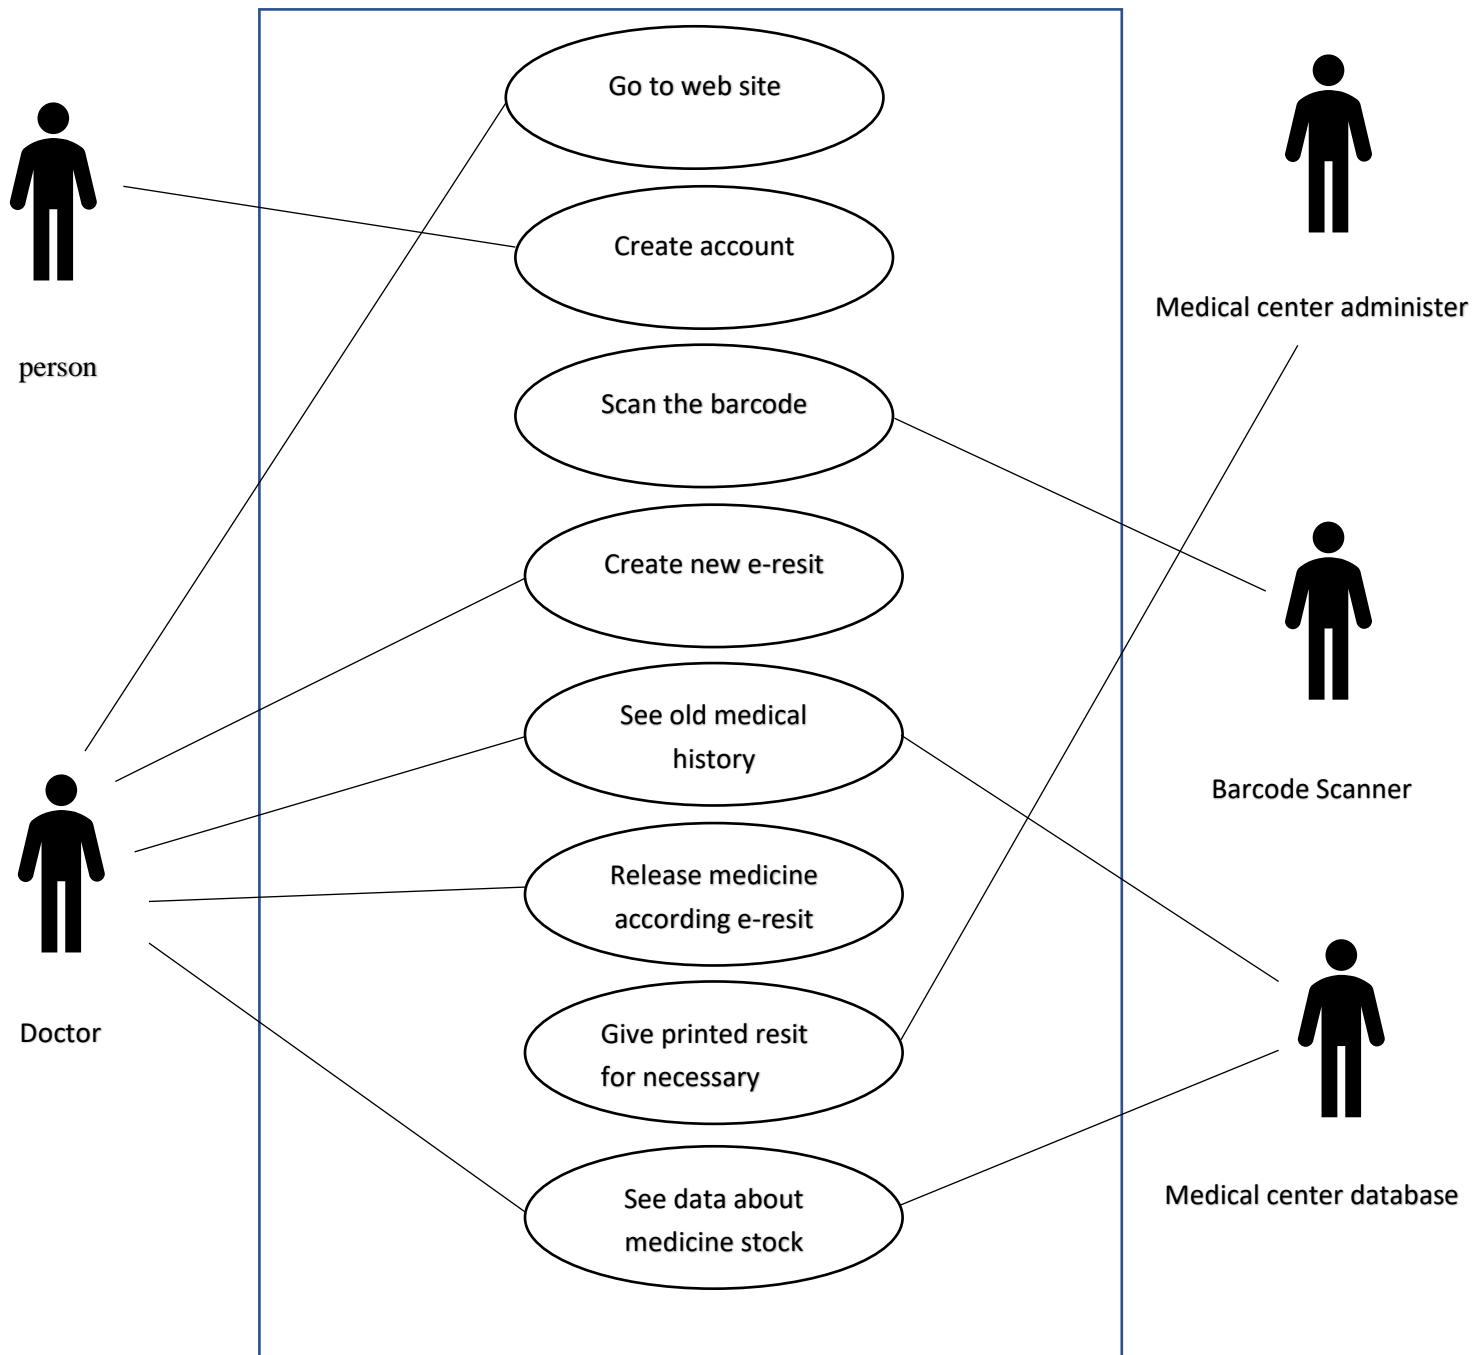 Go to web site
Create account
Medical center administer
person
Scan the barcode
Create new e-resit
See old medical
history
Barcode Scanner
Release medicine
according e-resit
Doctor
Give printed resit
for necessary
See data about
medicine stock
Medical center database